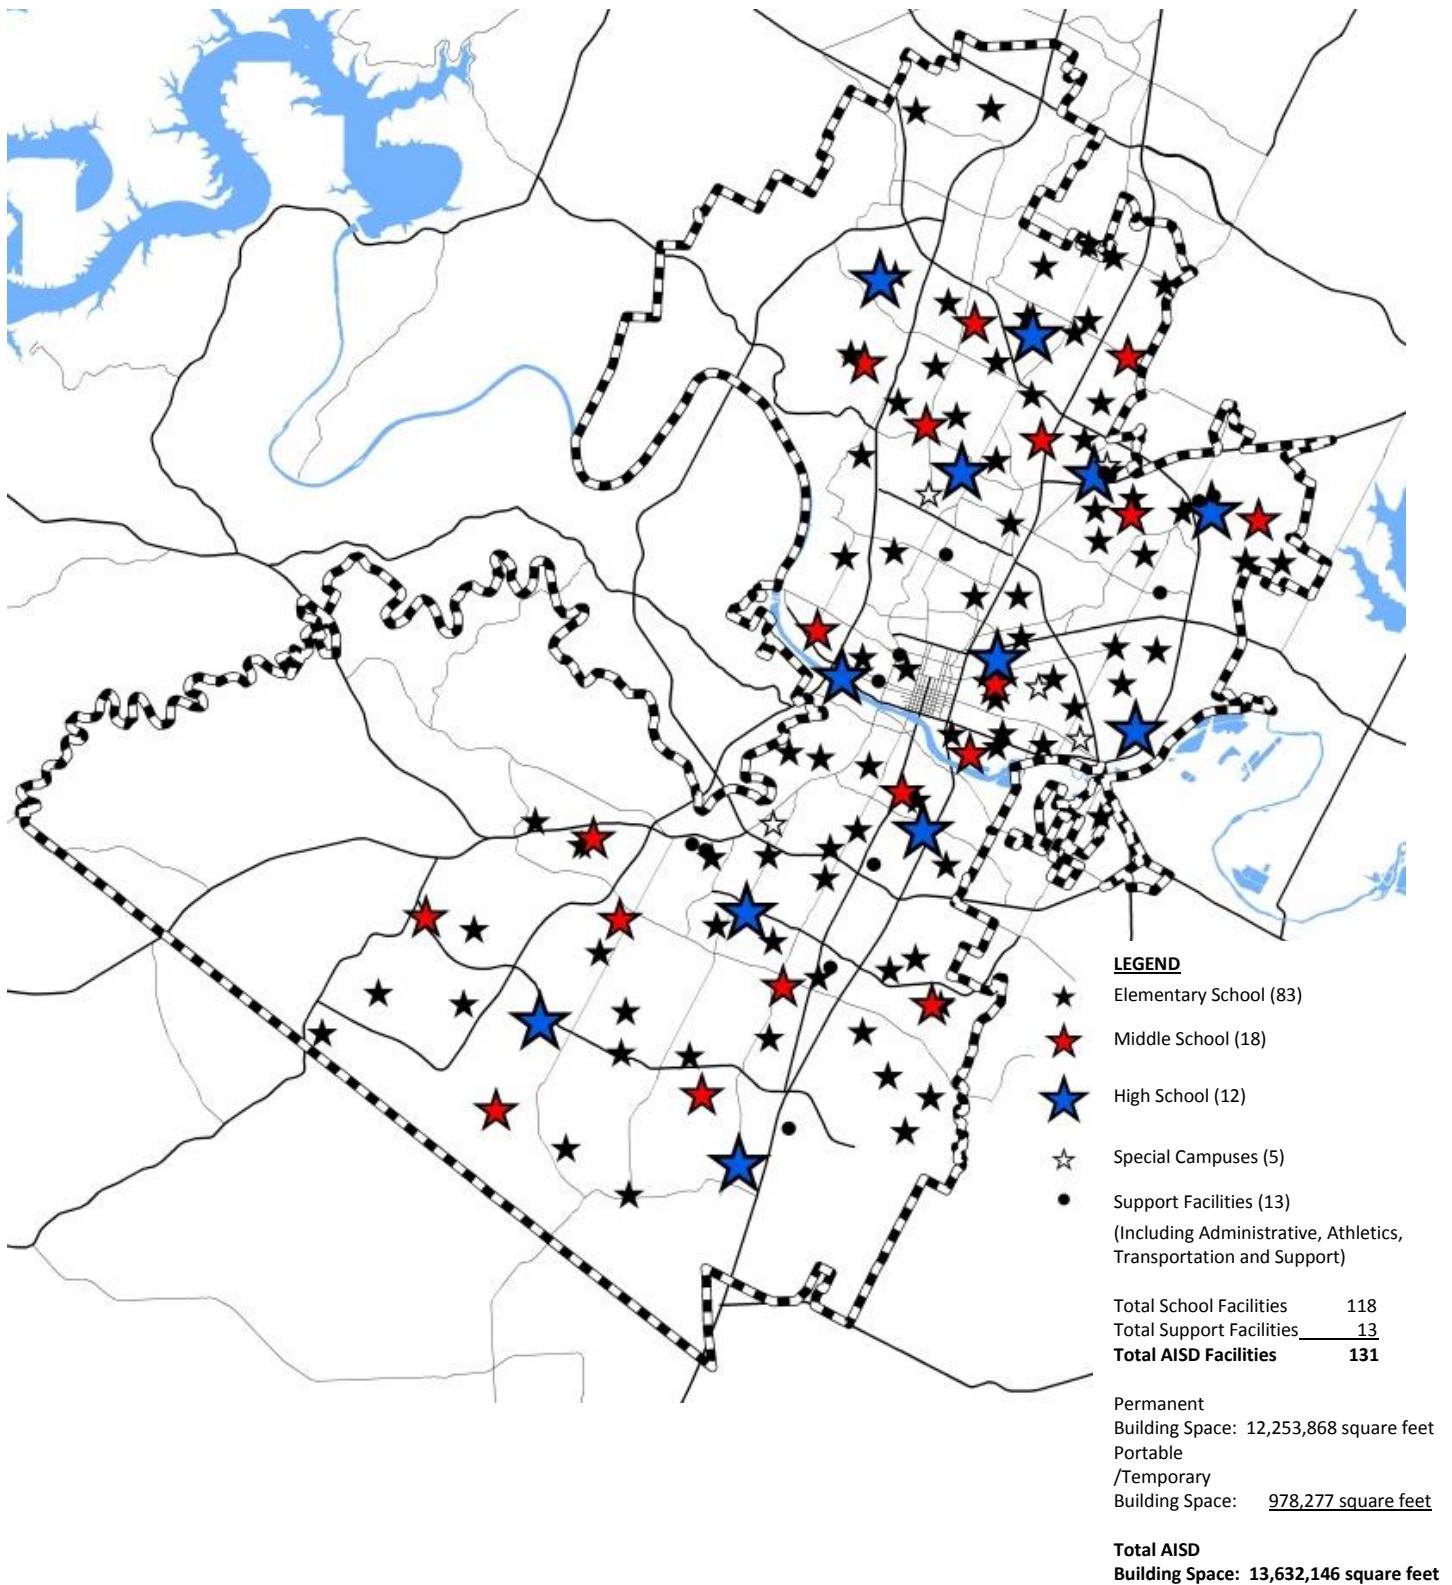 LEGEND
Elementary School (83)
Middle School (18)
High School (12)
Special Campuses (5)
Support Facilities (13)
(Including Administrative, Athletics,
Transportation and Support)
Total School Facilities 118
Total Support Facilities 13
Total AISD Facilities 131
Permanent
Building Space: 12,253,868 square feet
Portable
/Temporary
Building Space: 978,277 square feet
Total AISD
Building Space: 13,632,146 square feet